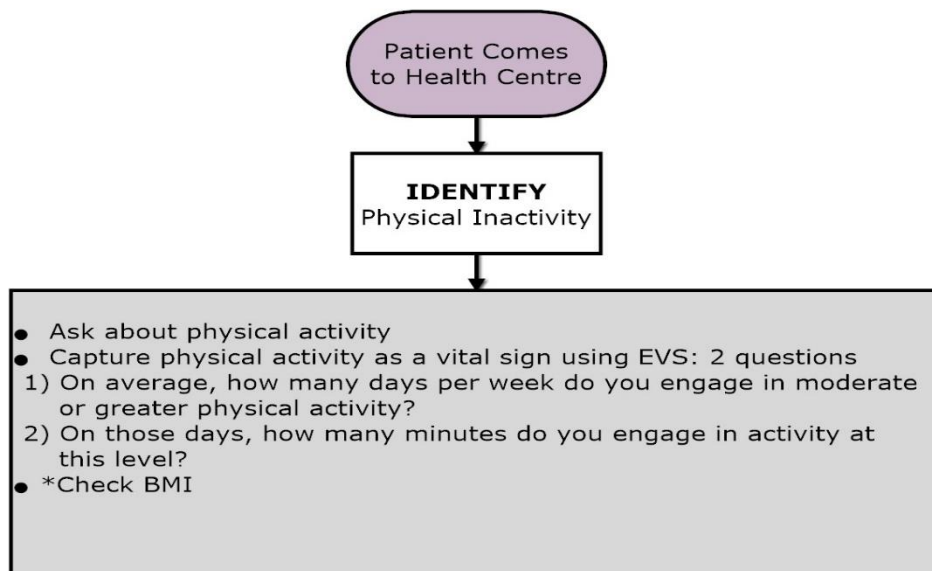 Patient Comes
to Health Centre
IDENTIFY
Physical Inactivity
● Ask about physical activity
● Capture physical activity as a vital sign using EVS: 2 questions
1) On average, how many days per week do you engage in moderate
or greater physical activity?
2) On those days, how many minutes do you engage in activity at
this level?
● *Check BMI